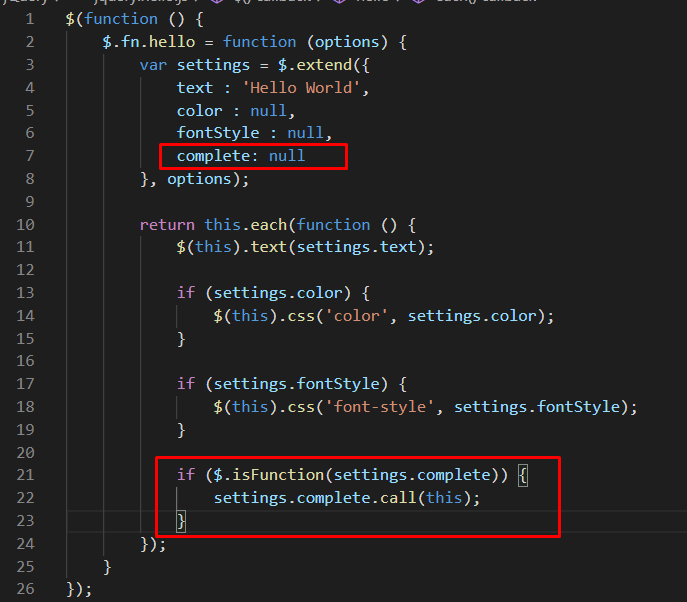 1 $(function () {
2     $.fn.hello = function (options) {
3         var settings = $.extend({
4             text : 'Hello World',
5             color : null,
6             fontStyle : null,
7             complete: null
8         }, options);
9
10         return this.each(function () {
11             $(this).text(settings.text);
12
13             if (settings.color) {
14                 $(this).css('color', settings.color);
15             }
16
17             if (settings.fontStyle) {
18                 $(this).css('font-style', settings.fontStyle);
19             }
20
21             if ($.isFunction(settings.complete)) {
22                 settings.complete.call(this);
23             }
24         });
25     }
26 });